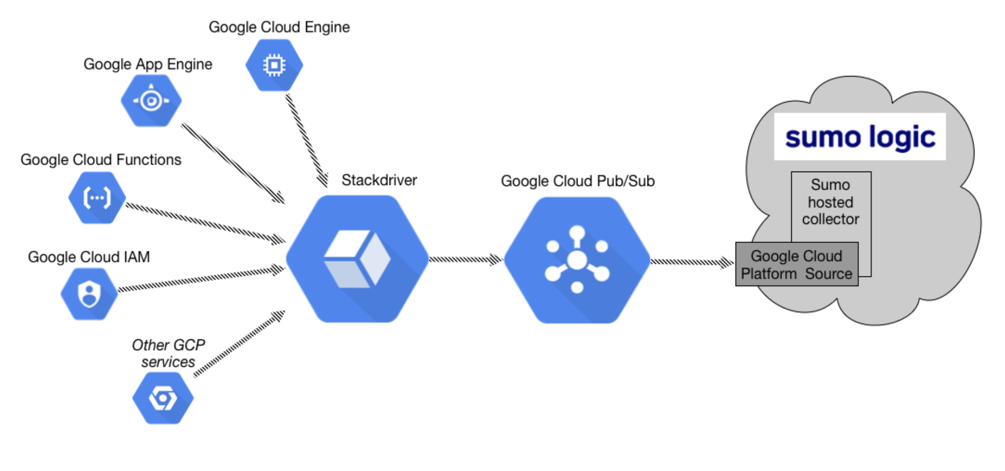 Google Cloud Engine
Google App Engine
Google Cloud Functions
Google Cloud IAM
Other GCP
services
Stackdriver
Google Cloud Pub/Sub
sumo logic
Sumo
hosted
collector
Google Cloud
Platform Source